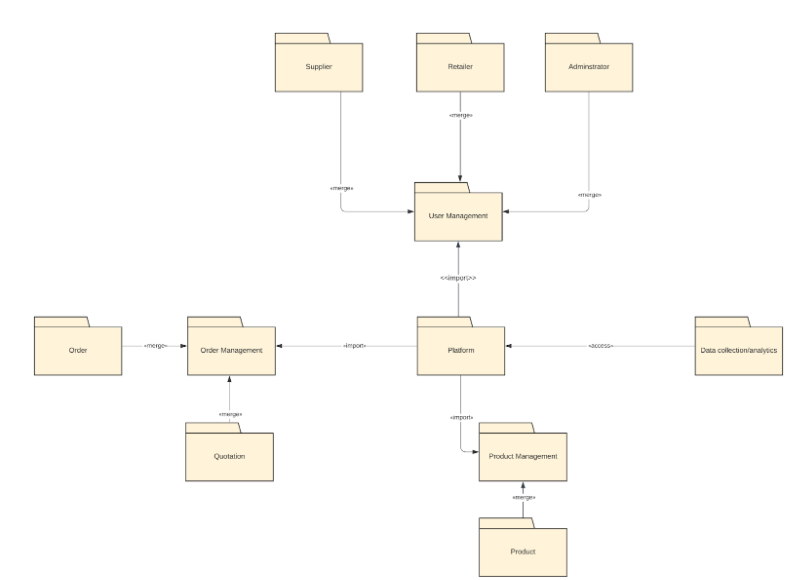 Supplier
Retailer
Adminstrator
«merge»
«merge»
«merge»
User Management
<<import>>
Order
«merge»
Order Management
«import»
Platform
«access»
Data collection/analytics
«merge»
«import»
Quotation
Product Management
«merge»
Product